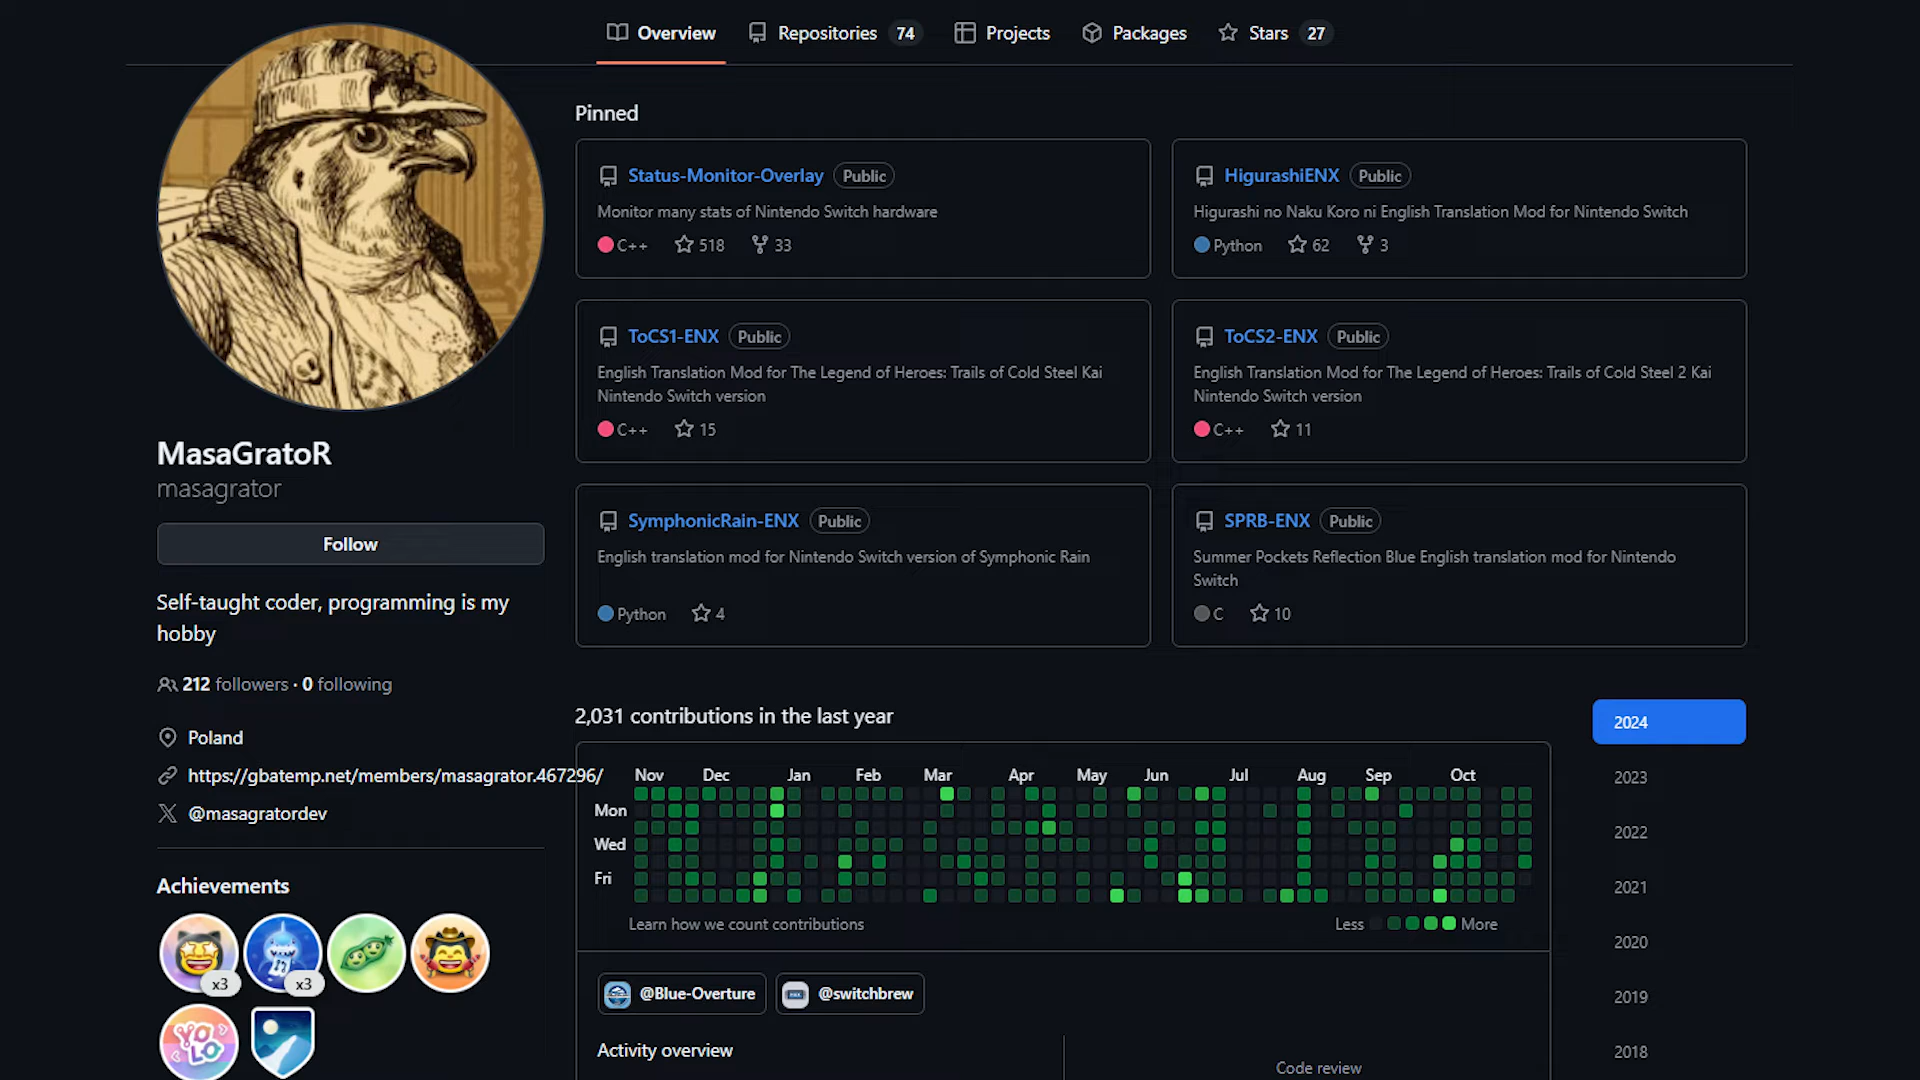 Overview
Repositories 74
Projects
Packages
Stars 27
MasaGratoR
masagrator
Follow
Self-taught coder, programming is my
hobby
212 followers · 0 following
Poland
https://gbatemp.net/members/masagrator.467296/
@masagratordev
Achievements
x3
x3
YOLO
Pinned
Status-Monitor-Overlay Public
Monitor many stats of Nintendo Switch hardware
C++ 518 33
HigurashiENX Public
Higurashi no Naku Koro ni English Translation Mod for Nintendo Switch
Python 62 3
ToCS1-ENX Public
English Translation Mod for The Legend of Heroes: Trails of Cold Steel Kai
Nintendo Switch version
C++ 15
ToCS2-ENX Public
English Translation Mod for The Legend of Heroes: Trails of Cold Steel 2 Kai
Nintendo Switch version
C++ 11
SymphonicRain-ENX Public
English translation mod for Nintendo Switch version of Symphonic Rain
Python 4
SPRB-ENX Public
Summer Pockets Reflection Blue English translation mod for Nintendo
Switch
C 10
2,031 contributions in the last year
Nov Dec Jan Feb Mar Apr May Jun Jul Aug Sep Oct
Mon
Wed
Fri
Learn how we count contributions
Less More
@Blue-Overture
@switchbrew
Activity overview
Code review
2024
2023
2022
2021
2020
2019
2018